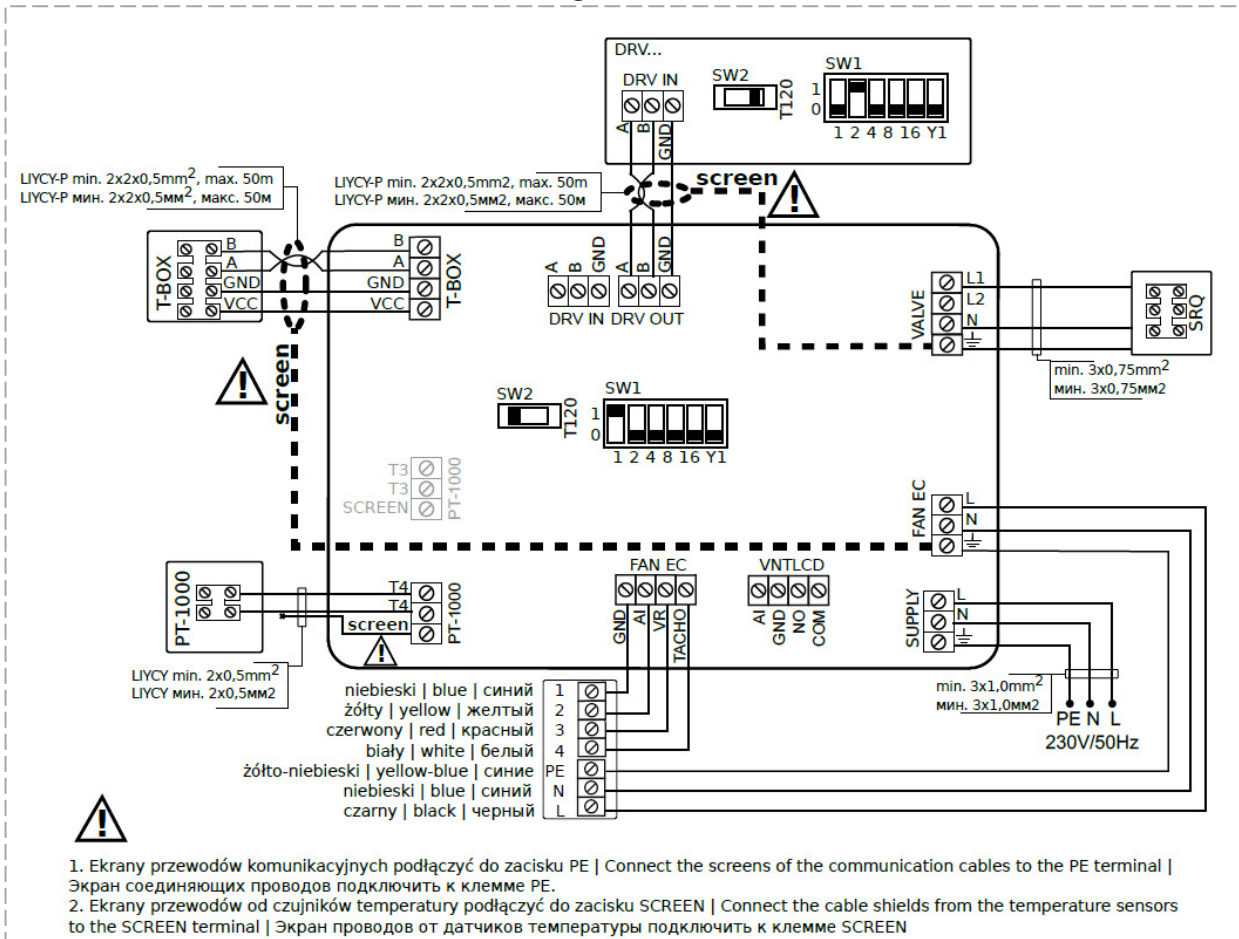 DRV...
DRV IN
SW2
SW1
T120
1
0
1 2 4 8 16 Y1
A
B
GND
LIYCY-P min. 2x2x0,5mm², max. 50m
LIYCY-P мин. 2x2x0,5мм², макс. 50м
LIYCY-P min. 2x2x0,5mm2, max. 50m
LIYCY-P мин. 2x2x0,5мм2, макс. 50м
screen
T-BOX
B
A
GND
VCC
B
A
GND
VCC
T-BOX
A
B
GND
A
B
GND
DRV IN DRV OUT
VALVE
L1
L2
N
SRQ
min. 3x0,75mm²
мин. 3x0,75мм2
screen
SW2
SW1
T120
1
0
1 2 4 8 16 Y1
T3
T3
SCREEN
PT-1000
FAN EC
L
N
PT-1000
T4
T4
screen
PT-1000
LIYCY min. 2x0,5mm²
LIYCY мин. 2x0,5мм2
FAN EC
GND
AI
VR
TACHO
VNTLCD
AI
GND
NO
COM
SUPPLY
L
N
min. 3x1,0mm²
мин. 3x1,0мм2
PE N L
230V/50Hz
niebieski | blue | синий 1
żółty | yellow | желтый 2
czerwony | red | красный 3
biały | white | белый 4
żółto-niebieski | yellow-blue | синие PE
niebieski | blue | синий N
czarny | black | черный L
1. Ekrany przewodów komunikacyjnych podłączyć do zacisku PE | Connect the screens of the communication cables to the PE terminal |
Экран соединяющих проводов подключить к клемме PE.
2. Ekrany przewodów od czujników temperatury podłączyć do zacisku SCREEN | Connect the cable shields from the temperature sensors
to the SCREEN terminal | Экран проводов от датчиков температуры подключить к клемме SCREEN